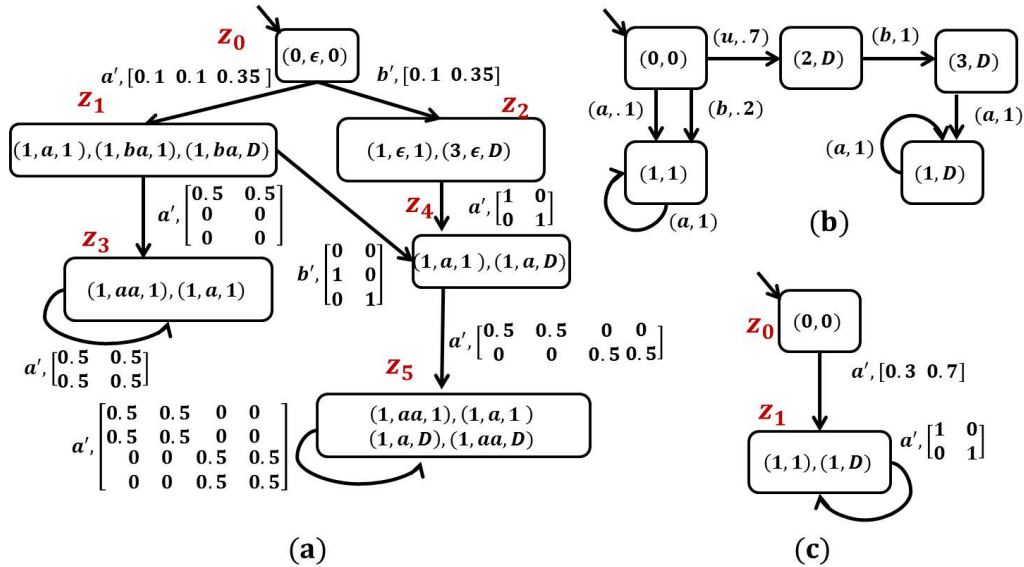 z₀
(0, ϵ, 0)
a′, [0.1 0.1 0.35 ]
b′, [0.1 0.35]
z₁
(1, a, 1 ), (1, ba, 1), (1, ba, D)
z₂
(1, ϵ, 1), (3, ϵ, D)
a′, [0.5 0.5
0 0
0 0]
z₄
a′, [1 0
0 1]
z₃
(1, aa, 1), (1, a, 1)
b′, [0 0
1 0
0 1]
(1, a, 1 ), (1, a, D)
a′, [0.5 0.5
0.5 0.5]
a′, [0.5 0.5 0 0
0 0 0.5 0.5]
z₅
(1, aa, 1), (1, a, 1 )
(1, a, D), (1, aa, D)
a′, [0.5 0.5 0 0
0.5 0.5 0 0
0 0 0.5 0.5
0 0 0.5 0.5]
(a)
(0, 0)
(u, .7)
(2, D)
(b, 1)
(3, D)
(a, .1)
(b, .2)
(a, 1)
(1, 1)
(a, 1)
(a, 1)
(1, D)
(b)
z₀
(0, 0)
a′, [0.3 0.7]
z₁
(1, 1), (1, D)
a′, [1 0
0 1]
(c)